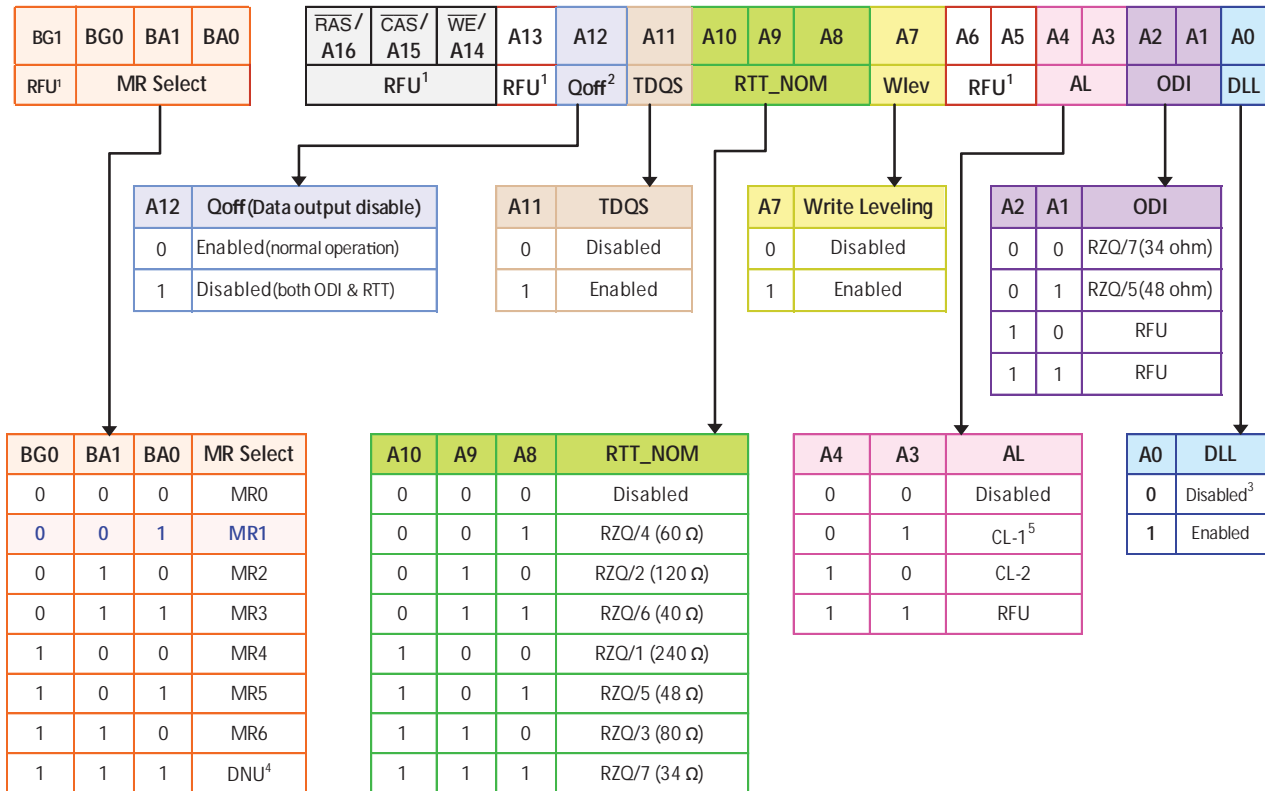 BG1 BG0 BA1 BA0
RFU¹ MR Select
RAS/ A16 CAS/ A15 WE/ A14 A13 A12 A11 A10 A9 A8 A7 A6 A5 A4 A3 A2 A1 A0
RFU¹ RFU¹ Qoff² TDQS RTT_NOM Wlev RFU¹ AL ODI DLL
A12 Qoff(Data output disable)
0 Enabled(normal operation)
1 Disabled(both ODI & RTT)
A11 TDQS
0 Disabled
1 Enabled
A7 Write Leveling
0 Disabled
1 Enabled
A2 A1 ODI
0 0 RZQ/7(34 ohm)
0 1 RZQ/5(48 ohm)
1 0 RFU
1 1 RFU
BG0 BA1 BA0 MR Select
0 0 0 MR0
0 0 1 MR1
0 1 0 MR2
0 1 1 MR3
1 0 0 MR4
1 0 1 MR5
1 1 0 MR6
1 1 1 DNU⁴
A10 A9 A8 RTT_NOM
0 0 0 Disabled
0 0 1 RZQ/4 (60 Ω)
0 1 0 RZQ/2 (120 Ω)
0 1 1 RZQ/6 (40 Ω)
1 0 0 RZQ/1 (240 Ω)
1 0 1 RZQ/5 (48 Ω)
1 1 0 RZQ/3 (80 Ω)
1 1 1 RZQ/7 (34 Ω)
A4 A3 AL
0 0 Disabled
0 1 CL-1⁵
1 0 CL-2
1 1 RFU
A0 DLL
0 Disabled³
1 Enabled